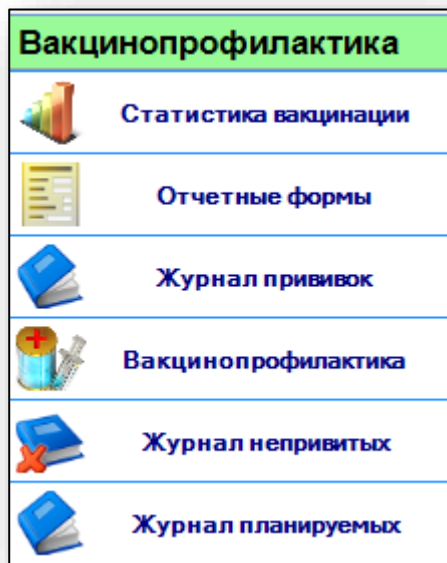 Вакцинопрофилактика
Статистика вакцинации
Отчетные формы
Журнал прививок
Вакцинопрофилактика
Журнал непривитых
Журнал планируемых